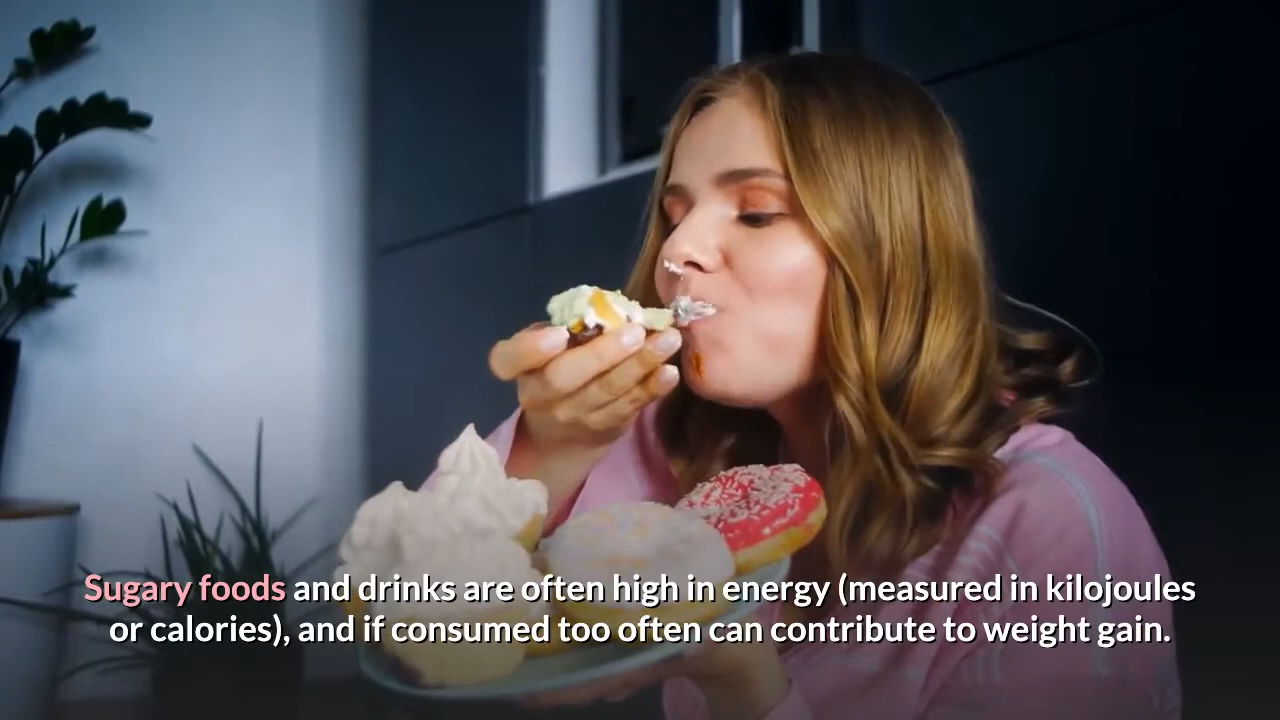 Sugary foods and drinks are often high in energy (measured in kilojoules
or calories), and if consumed too often can contribute to weight gain.